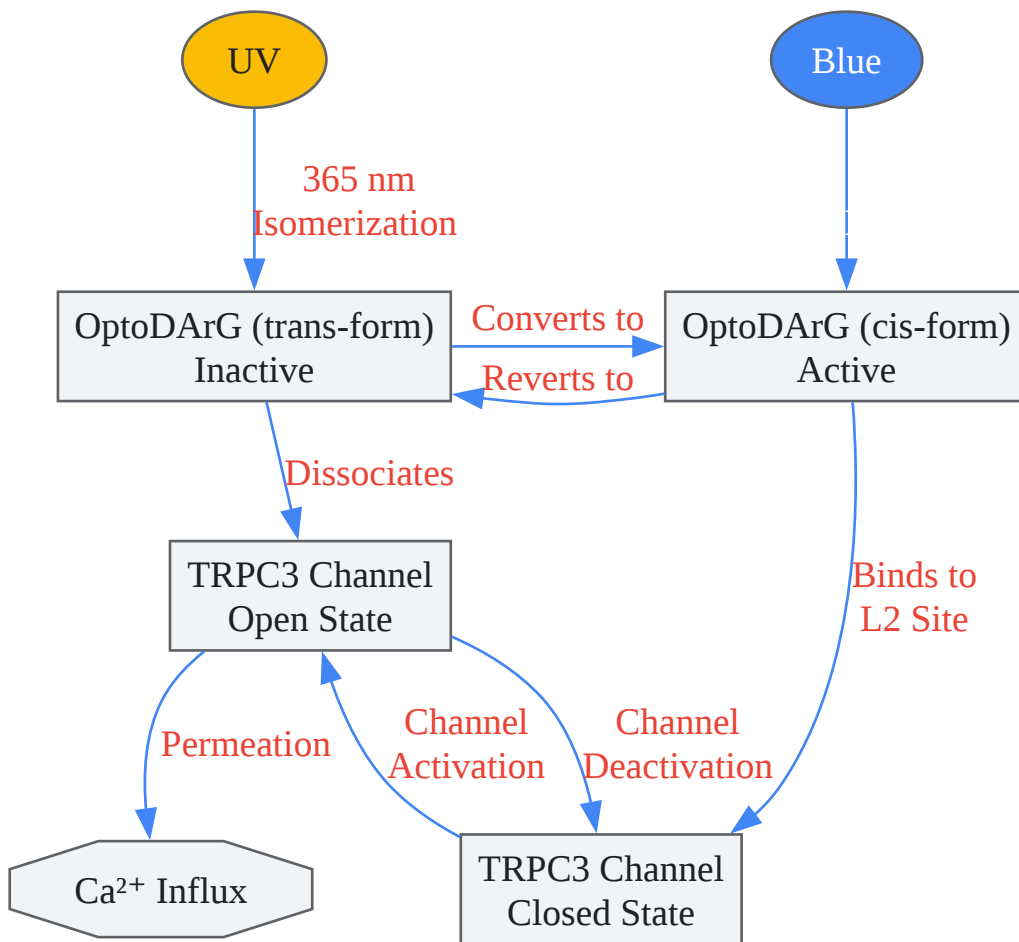 UV
Blue
365 nm
Isomerization
OptoDArG (trans-form)
Inactive
Converts to
Reverts to
OptoDArG (cis-form)
Active
Dissociates
TRPC3 Channel
Open State
Binds to
L2 Site
Permeation
Channel
Activation
Channel
Deactivation
Ca²⁺ Influx
TRPC3 Channel
Closed State